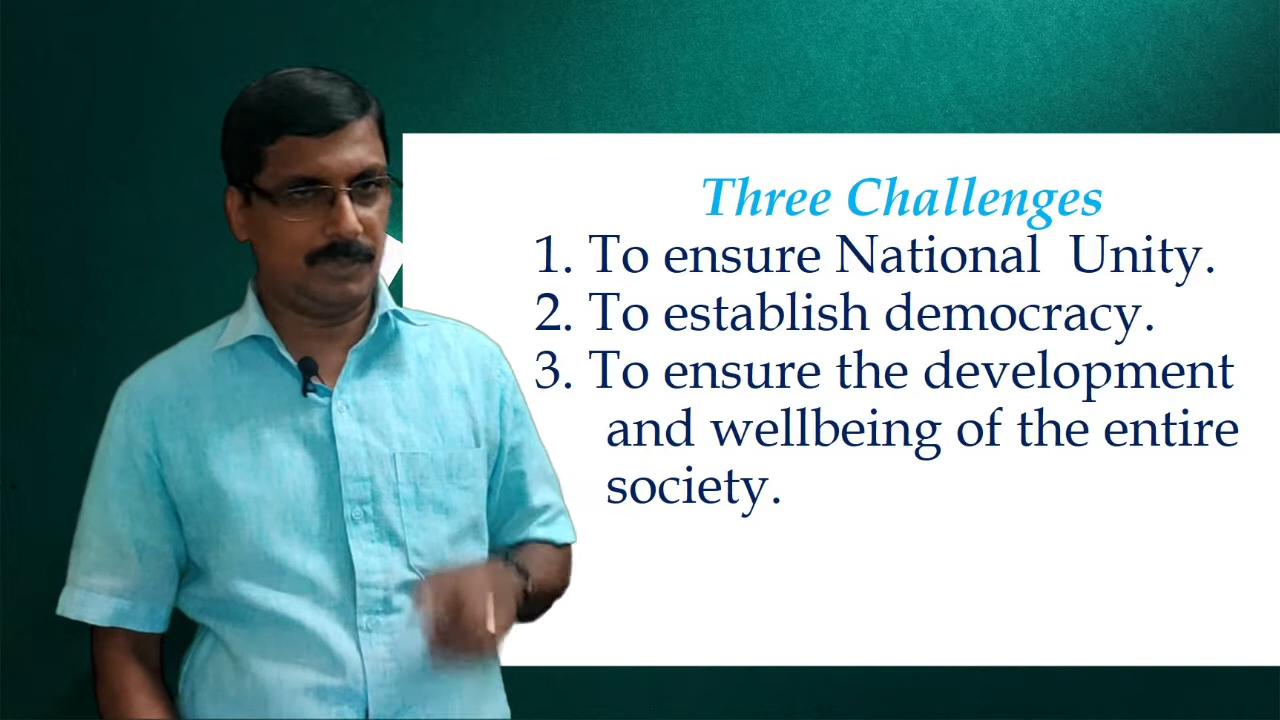 Three Challenges
1. To ensure National  Unity.
2. To establish democracy.
3. To ensure the development
and wellbeing of the entire
society.